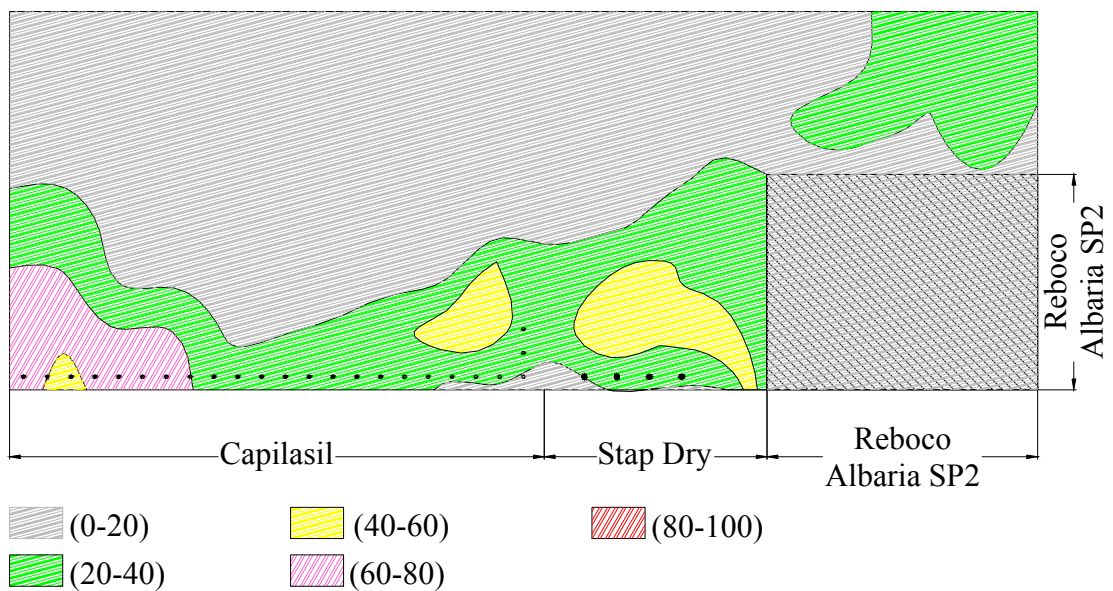 Reboco
Albaria SP2
Capilasil
Stap Dry
Reboco
Albaria SP2
(0-20)
(40-60)
(80-100)
(20-40)
(60-80)